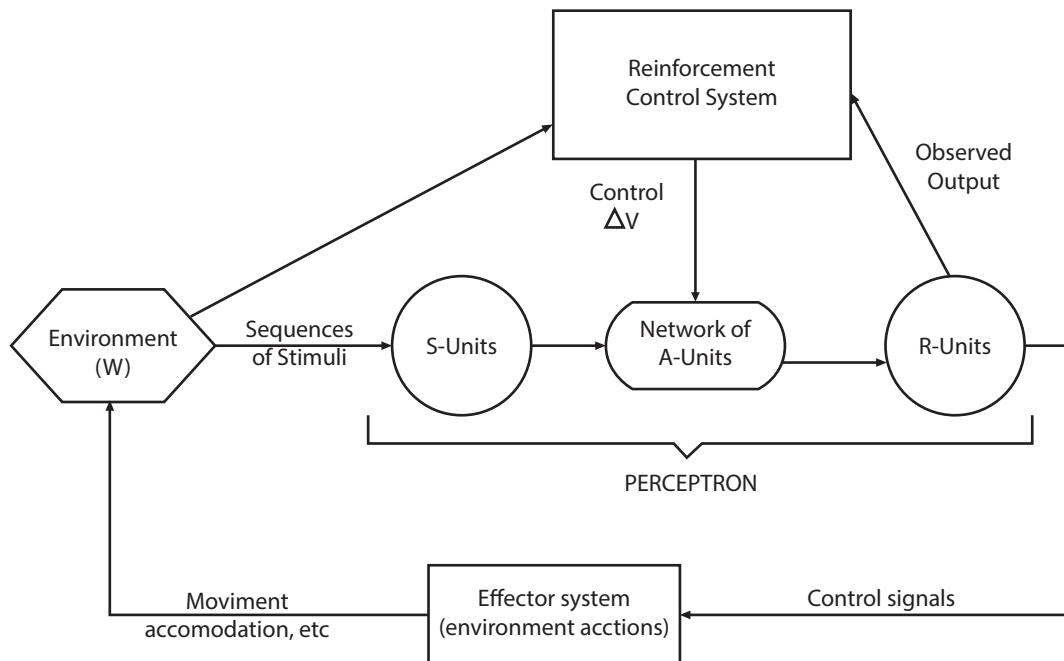 Reinforcement
Control System
Observed
Output
Control
ΔV
Environment
(W)
Sequences
of Stimuli
S-Units
Network of
A-Units
R-Units
PERCEPTRON
Moviment
accomodation, etc
Effector system
(environment acctions)
Control signals